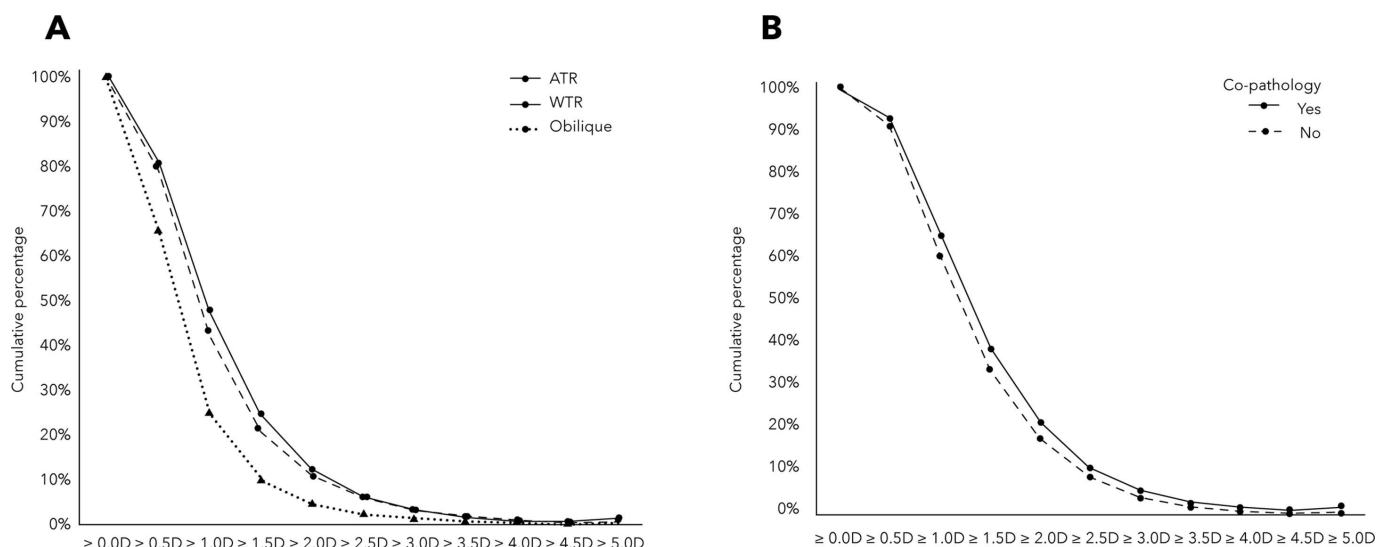 A
100%
90%
80%
70%
60%
50%
40%
30%
20%
10%
0%
Cumulative percentage
ATR
WTR
Obilique
≥ 0.0D ≥ 0.5D ≥ 1.0D ≥ 1.5D ≥ 2.0D ≥ 2.5D ≥ 3.0D ≥ 3.5D ≥ 4.0D ≥ 4.5D ≥ 5.0D
B
100%
90%
80%
70%
60%
50%
40%
30%
20%
10%
0%
Cumulative percentage
Co-pathology
Yes
No
≥ 0.0D ≥ 0.5D ≥ 1.0D ≥ 1.5D ≥ 2.0D ≥ 2.5D ≥ 3.0D ≥ 3.5D ≥ 4.0D ≥ 4.5D ≥ 5.0D